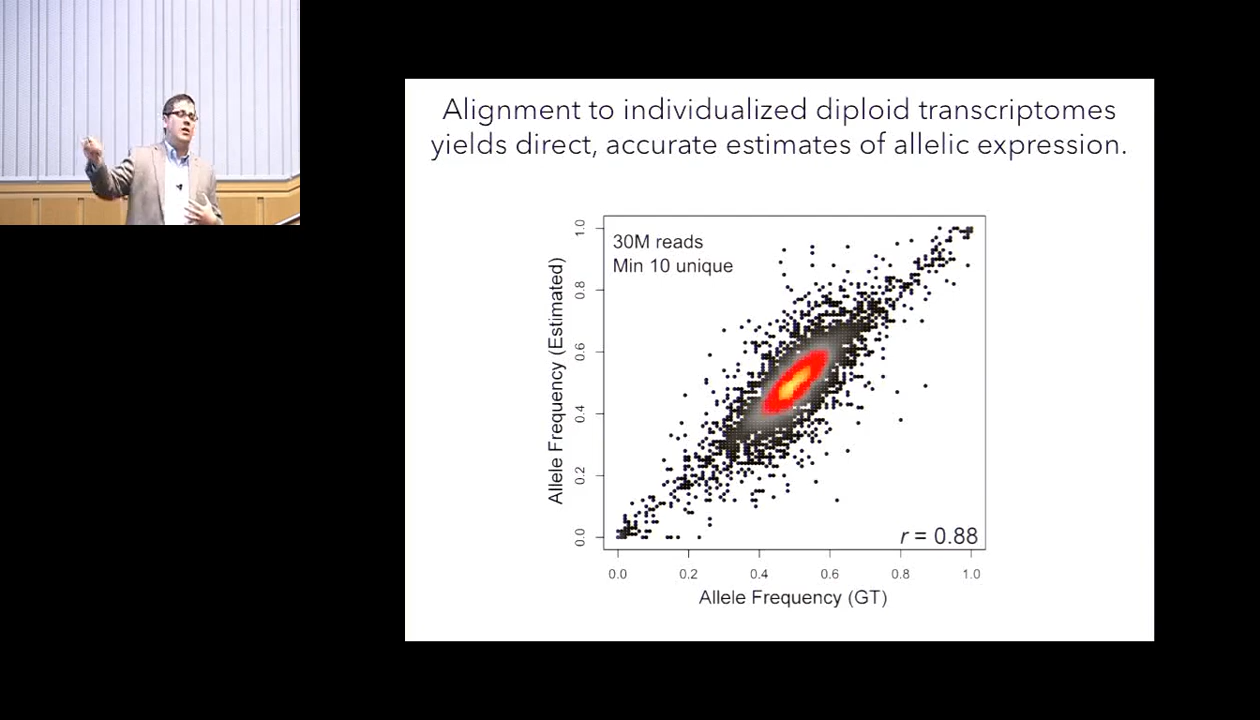 Alignment to individualized diploid transcriptomes
yields direct, accurate estimates of allelic expression.
30M reads
Min 10 unique
Allele Frequency (Estimated)
1.0
0.8
0.6
0.4
0.2
0.0
r = 0.88
0.0 0.2 0.4 0.6 0.8 1.0
Allele Frequency (GT)